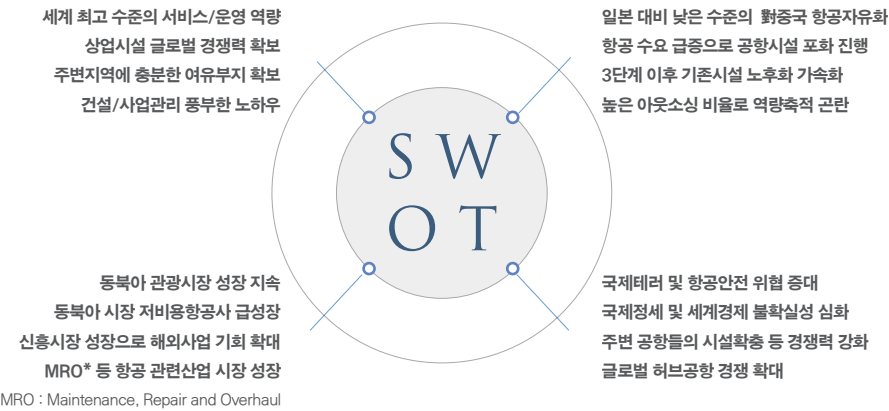 세계 최고 수준의 서비스/운영 역량
상업시설 글로벌 경쟁력 확보
주변지역에 충분한 여유부지 확보
건설/사업관리 풍부한 노하우
일본 대비 낮은 수준의 對중국 항공자유화
항공 수요 급증으로 공항시설 포화 진행
3단계 이후 기존시설 노후화 가속화
높은 아웃소싱 비율로 역량축적 곤란
S W
O T
동북아 관광시장 성장 지속
동북아 시장 저비용항공사 급성장
신흥시장 성장으로 해외사업 기회 확대
MRO* 등 항공 관련산업 시장 성장
MRO : Maintenance, Repair and Overhaul
국제테러 및 항공안전 위협 증대
국제정세 및 세계경제 불확실성 심화
주변 공항들의 시설확충 등 경쟁력 강화
글로벌 허브공항 경쟁 확대